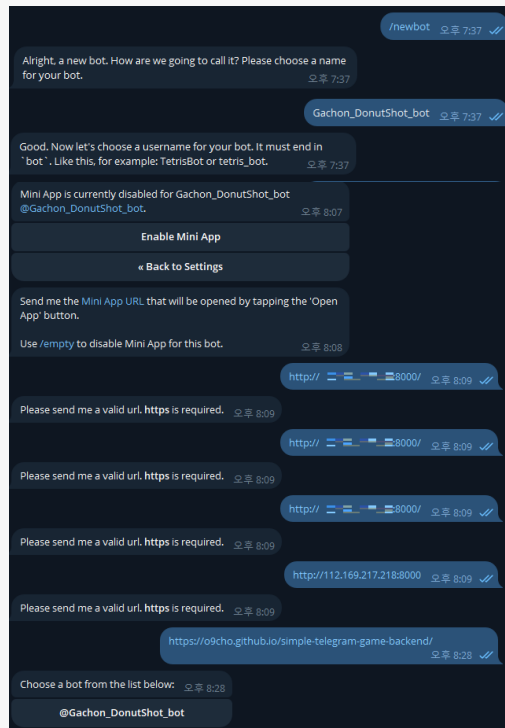 /newbot 오후 7:37
Alright, a new bot. How are we going to call it? Please choose a name
for your bot. 오후 7:37
Gachon_DonutShot_bot 오후 7:37
Good. Now let's choose a username for your bot. It must end in
`bot`. Like this, for example: TetrisBot or tetris_bot. 오후 7:37
Mini App is currently disabled for Gachon_DonutShot_bot
@Gachon_DonutShot_bot. 오후 8:07
Enable Mini App
« Back to Settings
Send me the Mini App URL that will be opened by tapping the 'Open
App' button. 
Use /empty to disable Mini App for this bot. 오후 8:08
http:// :8000/ 오후 8:09
Please send me a valid url. https is required. 오후 8:09
http:// 8000/ 오후 8:09
Please send me a valid url. https is required. 오후 8:09
http:// 8000/ 오후 8:09
Please send me a valid url. https is required. 오후 8:09
http://112.169.217.218:8000 오후 8:09
Please send me a valid url. https is required. 오후 8:09
https://o9cho.github.io/simple-telegram-game-backend/
오후 8:28
Choose a bot from the list below: 오후 8:28
@Gachon_DonutShot_bot